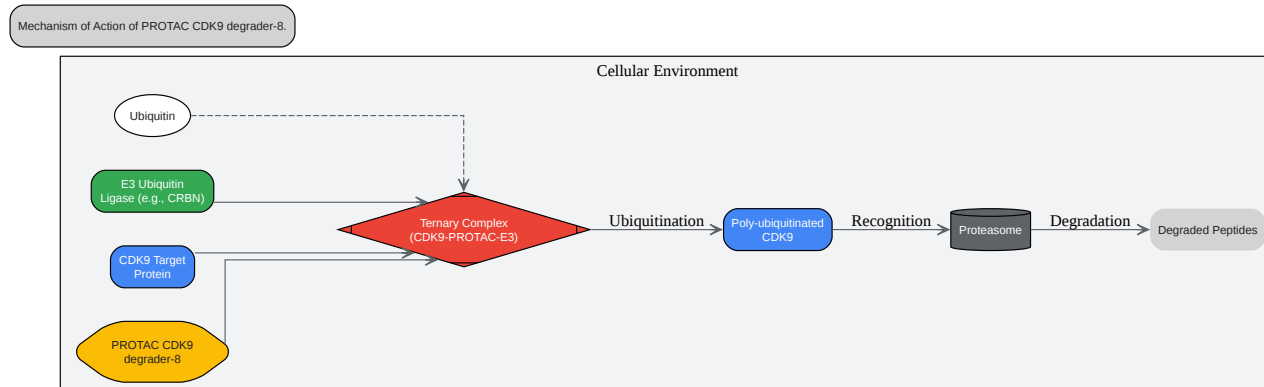 Mechanism of Action of PROTAC CDK9 degrader-8.
Cellular Environment
Ubiquitin
E3 Ubiquitin
Ligase (e.g., CRBN)
CDK9 Target
Protein
PROTAC CDK9
degrader-8
Ternary Complex
(CDK9-PROTAC-E3)
Ubiquitination
Poly-ubiquitinated
CDK9
Recognition
Proteasome
Degradation
Degraded Peptides